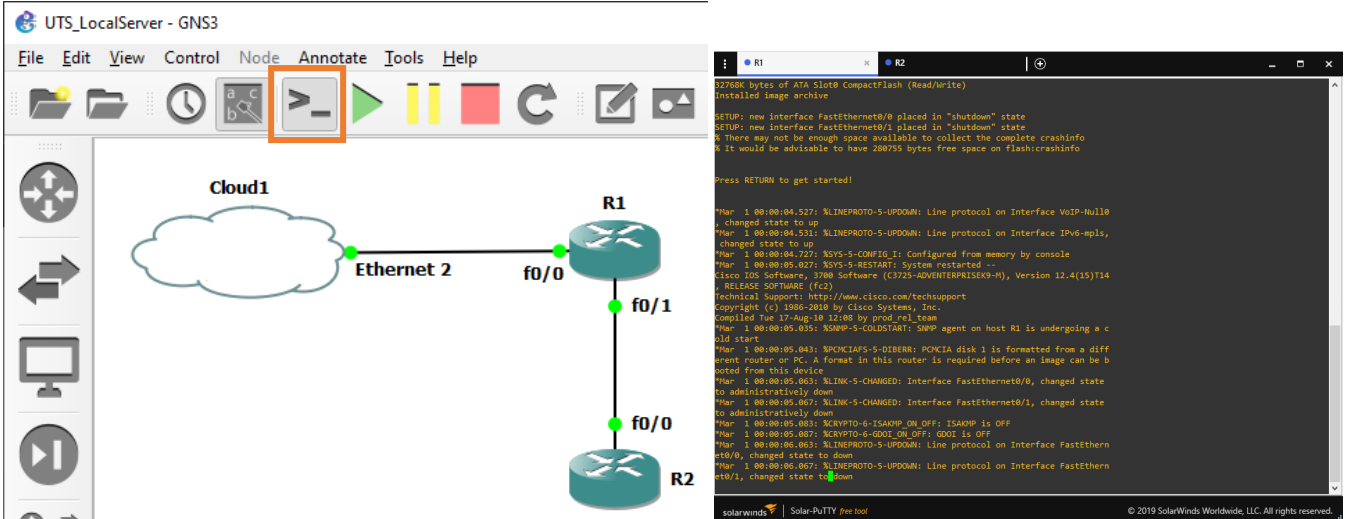 UTS_LocalServer - GNS3
File Edit View Control Node Annotate Tools Help
a c
b
>_
Cloud1
R1
Ethernet 2
f0/0
f0/1
f0/0
R2
R1 × R2
32768K bytes of ATA Slot0 CompactFlash (Read/Write)
Installed image archive
SETUP: new interface FastEthernet0/0 placed in "shutdown" state
SETUP: new interface FastEthernet0/1 placed in "shutdown" state
% There may not be enough space available to collect the complete crashinfo
% It would be advisable to have 280755 bytes free space on flash:crashinfo
Press RETURN to get started!
*Mar 1 00:00:04.527: %LINEPROTO-5-UPDOWN: Line protocol on Interface VoIP-Null0
, changed state to up
*Mar 1 00:00:04.531: %LINEPROTO-5-UPDOWN: Line protocol on Interface IPv6-mpls,
changed state to up
*Mar 1 00:00:04.727: %SYS-5-CONFIG_I: Configured from memory by console
*Mar 1 00:00:05.027: %SYS-5-RESTART: System restarted --
Cisco IOS Software, 3700 Software (C3725-ADVENTERPRISEK9-M), Version 12.4(15)T14
, RELEASE SOFTWARE (fc2)
Technical Support: http://www.cisco.com/techsupport
Copyright (c) 1986-2010 by Cisco Systems, Inc.
Compiled Tue 17-Aug-10 12:08 by prod_rel_team
*Mar 1 00:00:05.035: %SNMP-5-COLDSTART: SNMP agent on host R1 is undergoing a c
old start
*Mar 1 00:00:05.043: %PCMCIAFS-5-DIBERR: PCMCIA disk 1 is formatted from a diff
erent router or PC. A format in this router is required before an image can be b
ooted from this device
*Mar 1 00:00:05.063: %LINK-5-CHANGED: Interface FastEthernet0/0, changed state
to administratively down
*Mar 1 00:00:05.067: %LINK-5-CHANGED: Interface FastEthernet0/1, changed state
to administratively down
*Mar 1 00:00:05.083: %CRYPTO-6-ISAKMP_ON_OFF: ISAKMP is OFF
*Mar 1 00:00:05.087: %CRYPTO-6-GDOI_ON_OFF: GDOI is OFF
*Mar 1 00:00:06.063: %LINEPROTO-5-UPDOWN: Line protocol on Interface FastEthern
et0/0, changed state to down
*Mar 1 00:00:06.067: %LINEPROTO-5-UPDOWN: Line protocol on Interface FastEthern
et0/1, changed state to down
solarwinds Solar-PuTTY free tool © 2019 SolarWinds Worldwide, LLC. All rights reserved.